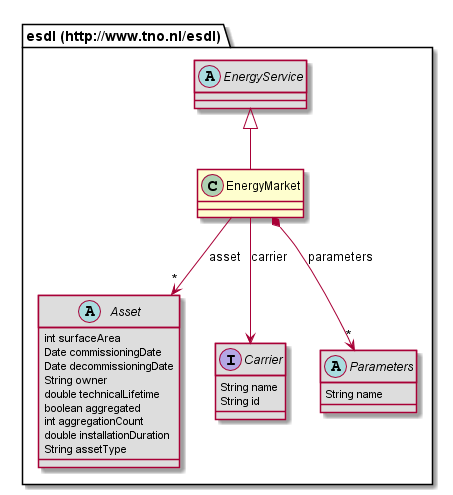 esdl (http://www.tno.nl/esdl)
A EnergyService
C EnergyMarket
asset
carrier
parameters
*
*
A Asset
int surfaceArea
Date commissioningDate
Date decommissioningDate
String owner
double technicalLifetime
boolean aggregated
int aggregationCount
double installationDuration
String assetType
I Carrier
String name
String id
A Parameters
String name